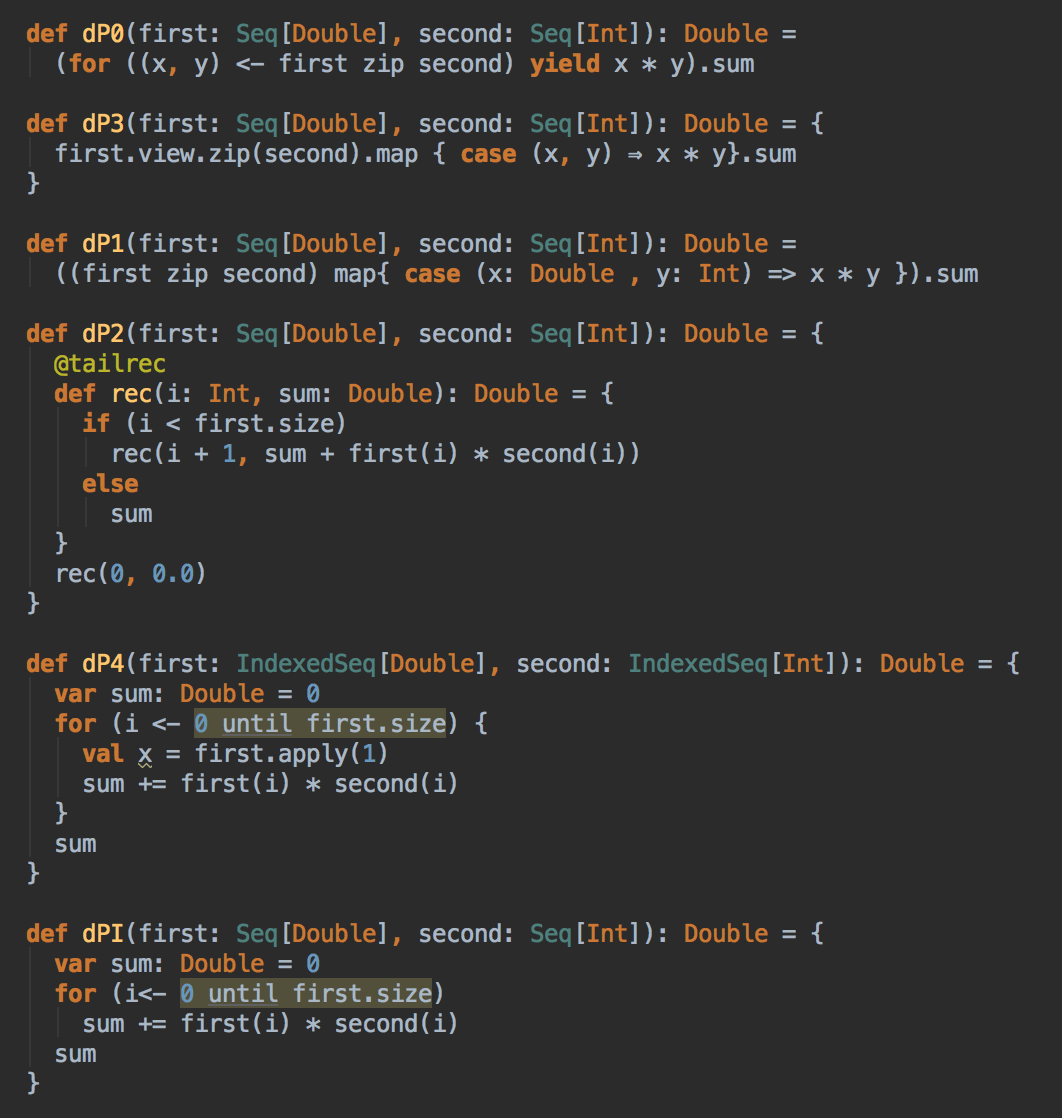 def dP0(first: Seq[Double], second: Seq[Int]): Double =
  (for ((x, y) <- first zip second) yield x * y).sum

def dP3(first: Seq[Double], second: Seq[Int]): Double = {
  first.view.zip(second).map { case (x, y) ⇒ x * y}.sum
}

def dP1(first: Seq[Double], second: Seq[Int]): Double =
  ((first zip second) map{ case (x: Double , y: Int) => x * y }).sum

def dP2(first: Seq[Double], second: Seq[Int]): Double = {
  @tailrec
  def rec(i: Int, sum: Double): Double = {
    if (i < first.size)
      rec(i + 1, sum + first(i) * second(i))
    else
      sum
  }
  rec(0, 0.0)
}

def dP4(first: IndexedSeq[Double], second: IndexedSeq[Int]): Double = {
  var sum: Double = 0
  for (i <- 0 until first.size) {
    val x = first.apply(1)
    sum += first(i) * second(i)
  }
  sum
}

def dPI(first: Seq[Double], second: Seq[Int]): Double = {
  var sum: Double = 0
  for (i<- 0 until first.size)
    sum += first(i) * second(i)
  sum
}